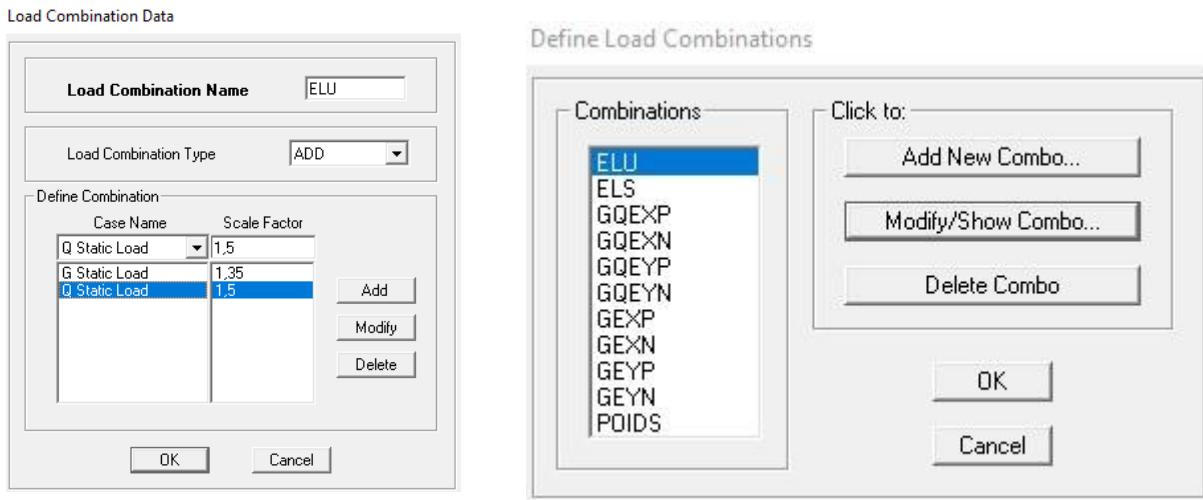 Load Combination Data
Load Combination Name ELU
Load Combination Type ADD
Define Combination
Case Name Scale Factor
Q Static Load 1,5
G Static Load 1,35
Q Static Load 1,5
Add
Modify
Delete
OK Cancel
Define Load Combinations
Combinations
ELU
ELS
GQEXP
GQEXN
GQEYP
GQEYN
GEXP
GEXN
GEYP
GEYN
POIDS
Click to:
Add New Combo...
Modify/Show Combo...
Delete Combo
OK
Cancel